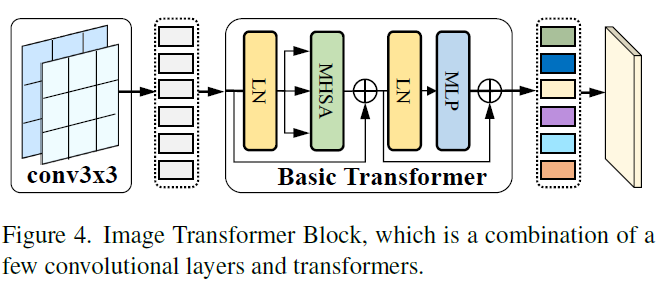 conv3x3
LN
MHSA
LN
MLP
Basic Transformer
Figure 4. Image Transformer Block, which is a combination of a
few convolutional layers and transformers.